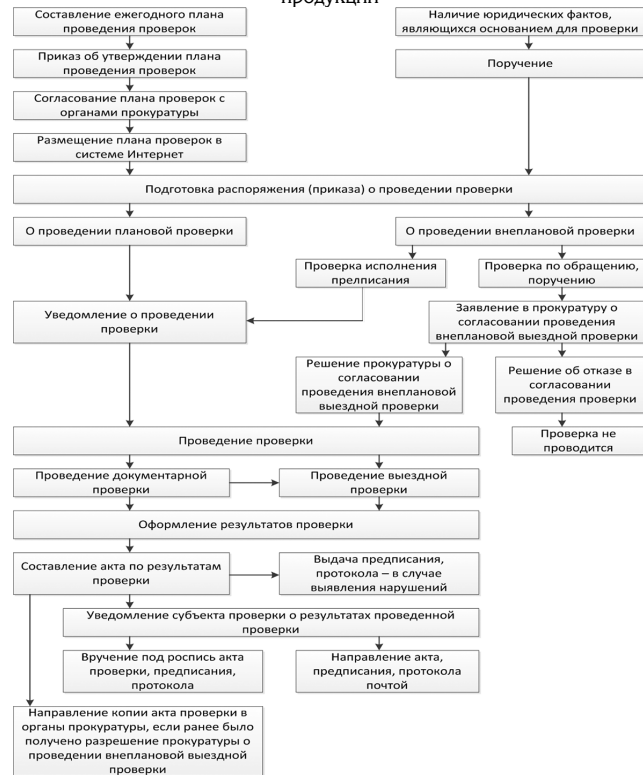 продукции
Составление ежегодного плана
проведения проверок
Наличие юридических фактов,
являющихся основанием для проверки
Приказ об утверждении плана
проведения проверок
Поручение
Согласование плана проверок с
органами прокуратуры
Размещение плана проверок в
системе Интернет
Подготовка распоряжения (приказа) о проведении проверки
О проведении плановой проверки
О проведении внеплановой проверки
Проверка исполнения
прелписания
Проверка по обращению,
поручению
Уведомление о проведении
проверки
Заявление в прокуратуру о
согласовании проведения
внеплановой выездной проверки
Решение прокуратуры о
согласовании
проведения внеплановой
выездной проверки
Решение об отказе в
согласовании
проведения проверки
Проверка не
проводится
Проведение проверки
Проведение документарной
проверки
Проведение выездной
проверки
Оформление результатов проверки
Составление акта по результатам
проверки
Выдача предписания,
протокола – в случае
выявления нарушений
Уведомление субъекта проверки о результатах проведенной
проверки
Вручение под роспись акта
проверки, предписания,
протокола
Направление акта,
предписания, протокола
почтой
Направление копии акта проверки в
органы прокуратуры, если ранее было
получено разрешение прокуратуры о
проведении внеплановой выездной
проверки